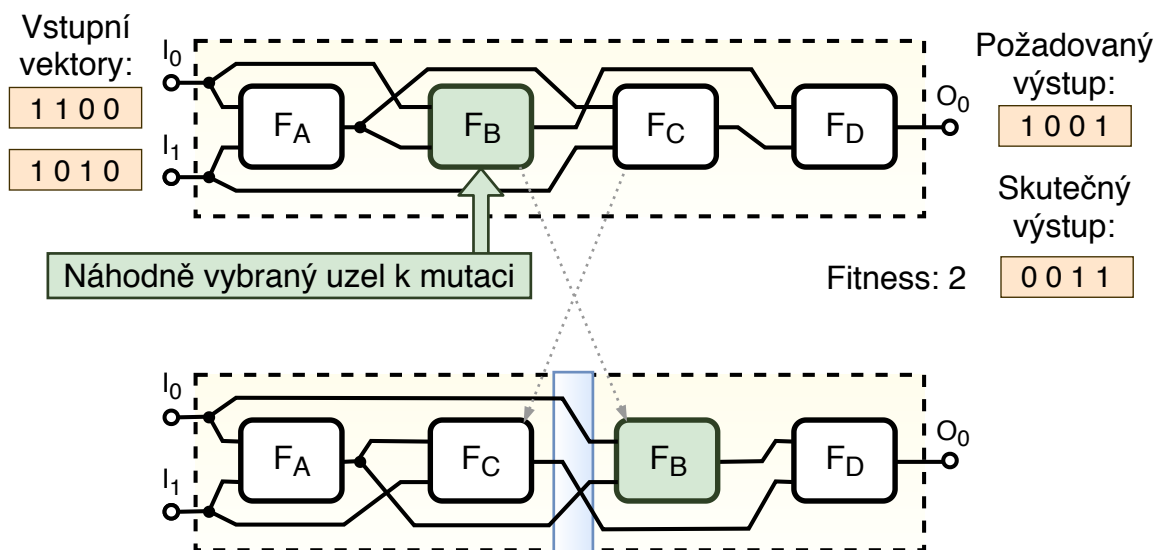 Vstupní
vektory:
1 1 0 0
1 0 1 0
I0
I1
FA
FB
FC
FD
O0
Požadovaný
výstup:
1 0 0 1
Skutečný
výstup:
0 0 1 1
Fitness: 2
Náhodně vybraný uzel k mutaci
I0
I1
FA
FC
FB
FD
O0